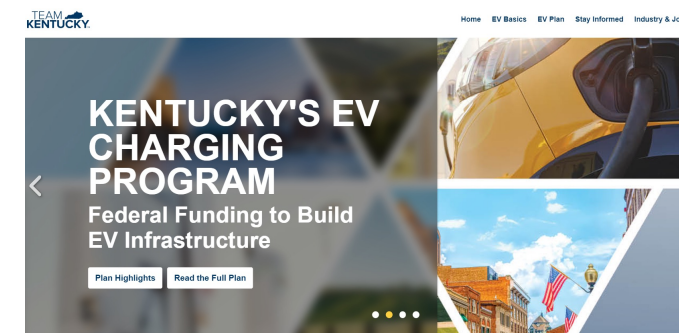 TEAM
KENTUCKY
Home EV Basics EV Plan Stay Informed Industry &
KENTUCKY'S EV
CHARGING
PROGRAM
Federal Funding to Build
EV Infrastructure
Plan Highlights Read the Full Plan